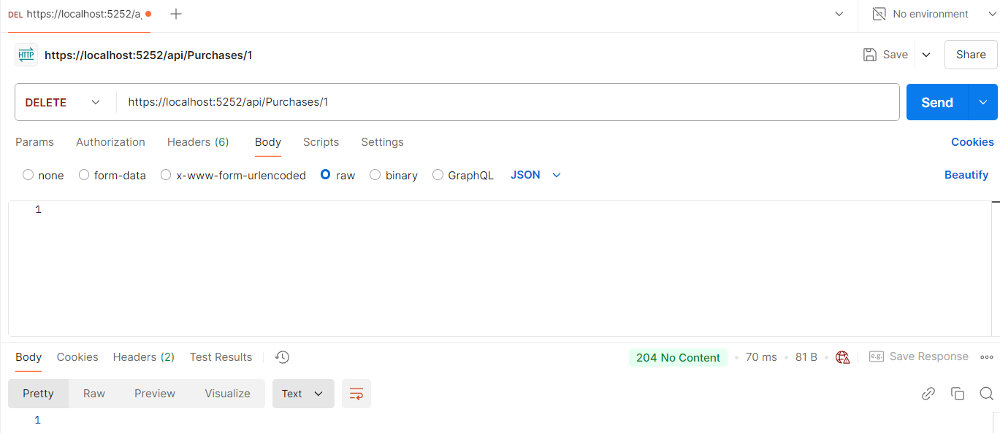 DEL https://localhost:5252/a
No environment
HTTP https://localhost:5252/api/Purchases/1
Save
Share
DELETE https://localhost:5252/api/Purchases/1
Send
Params Authorization Headers (6) Body Scripts Settings Cookies
none form-data x-www-form-urlencoded raw binary GraphQL JSON Beautify
1
Body Cookies Headers (2) Test Results 204 No Content 70 ms 81 B e.g. Save Response
Pretty Raw Preview Visualize Text
1